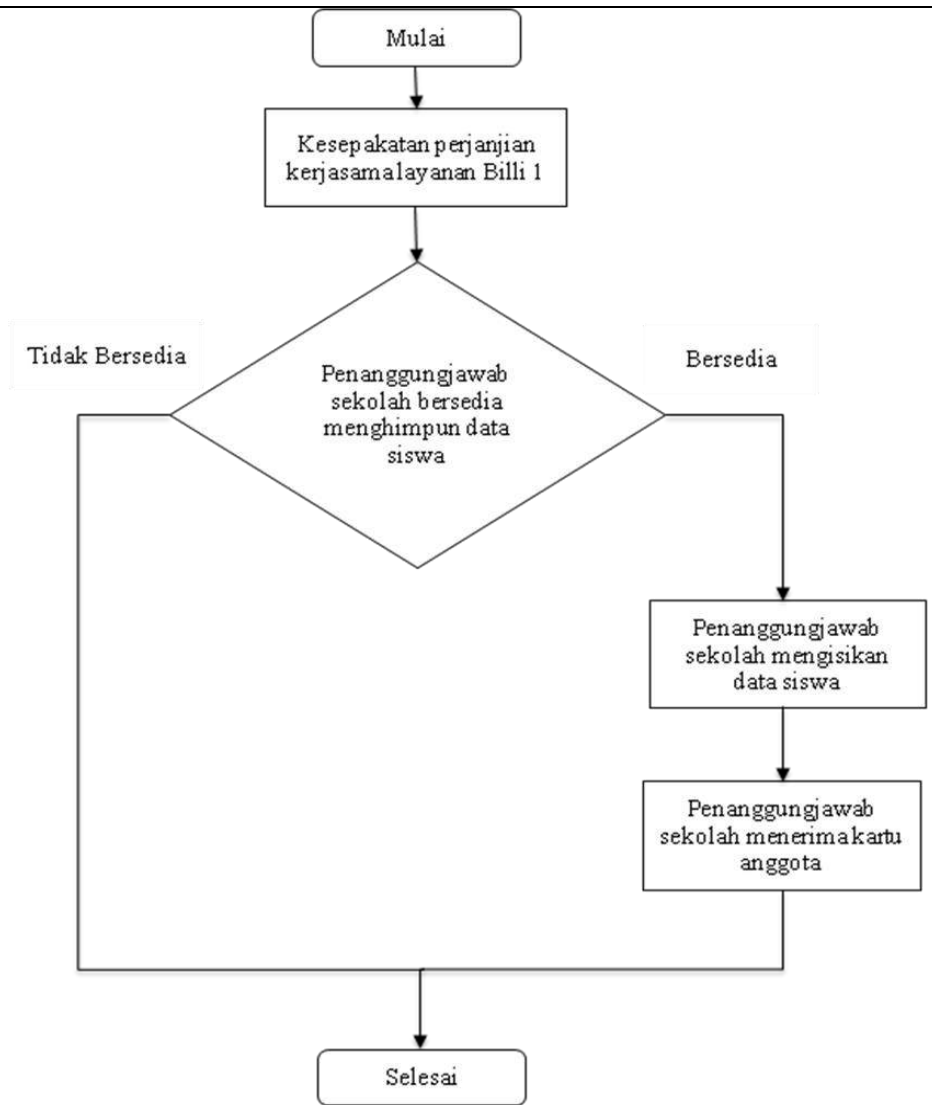 Mulai
Kesepakatan perjanjian
kerjasama layanan Billi 1
Tidak Bersedia
Bersedia
Penanggungjawab
sekolah bersedia
menghimpun data
siswa
Penanggungjawab
sekolah mengisikan
data siswa
Penanggungjawab
sekolah menerima kartu
anggota
Selesai